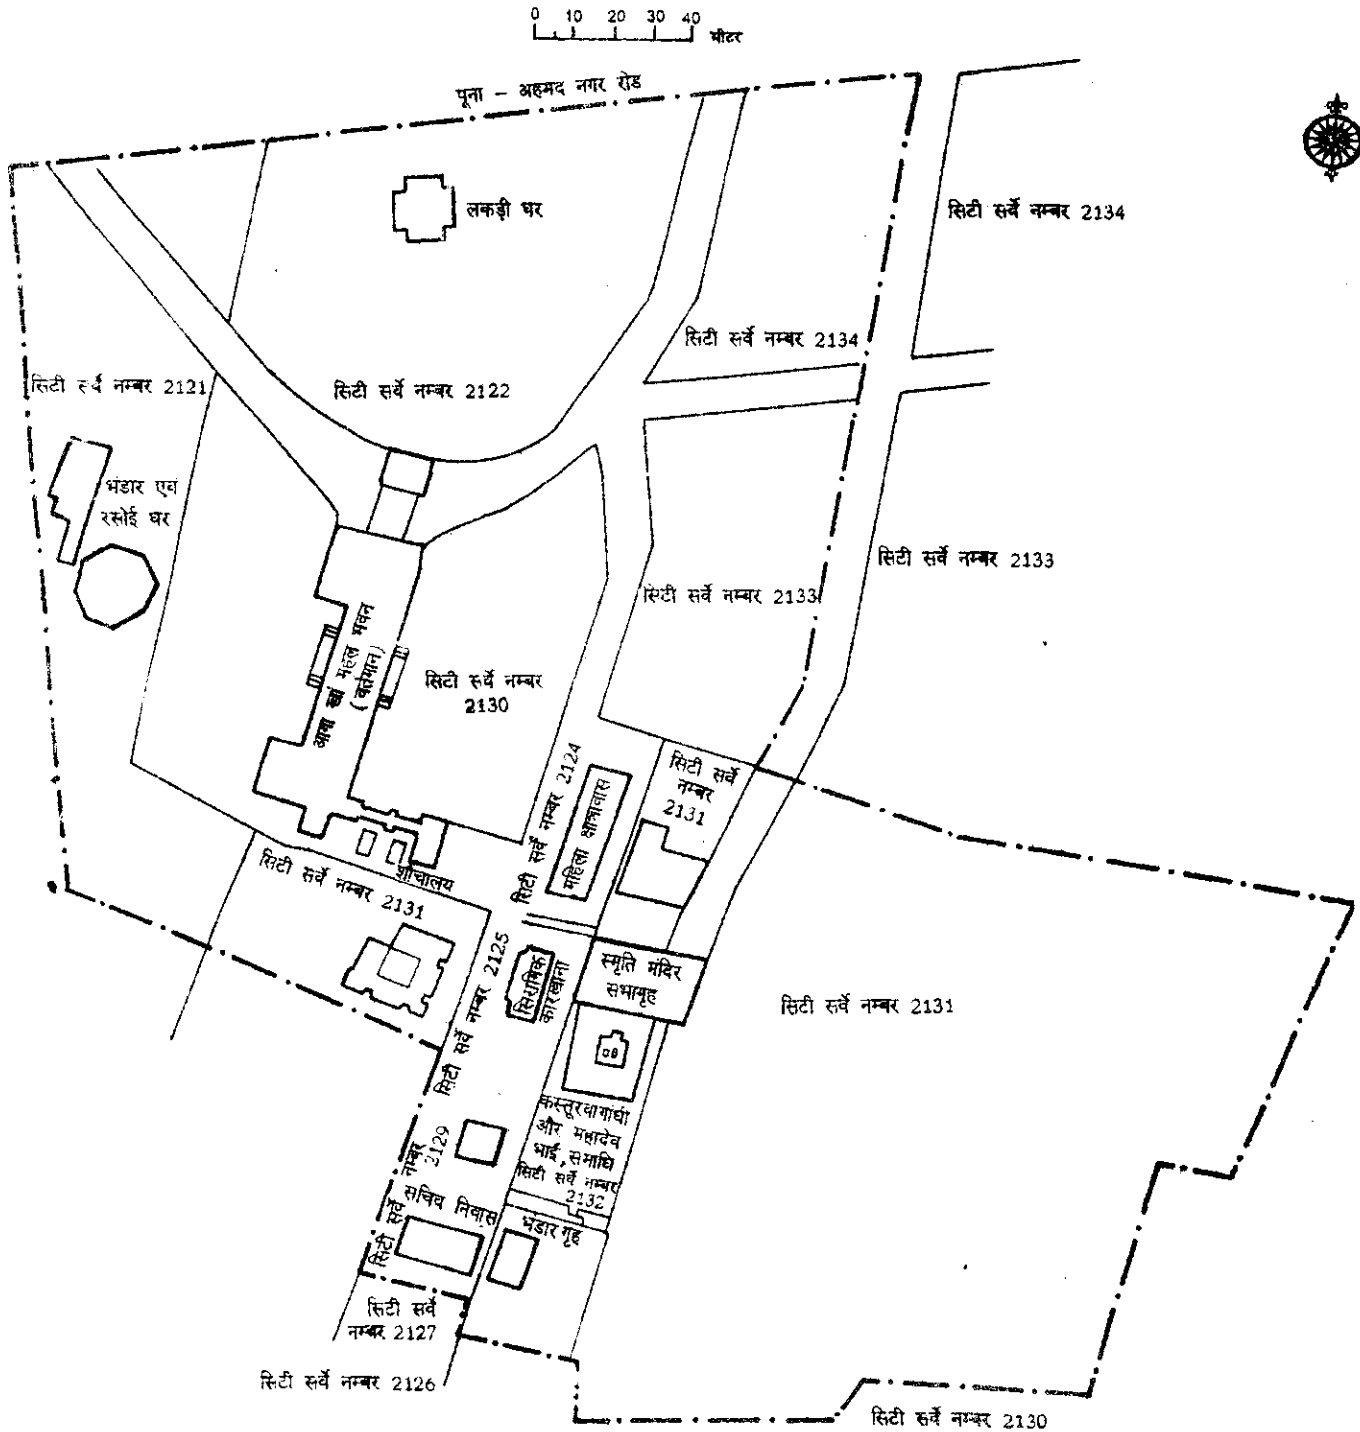 0 10 20 30 40
मीटर
पूना - अहमद नगर रोड
लकड़ी घर
सिटी सर्वे नम्बर 2134
सिटी सर्वे नम्बर 2134
सिटी सर्वे नम्बर 2121
सिटी सर्वे नम्बर 2122
भंडार एवं
रसोई घर
सिटी सर्वे नम्बर 2133
सिटी सर्वे नम्बर 2133
आगा खां महल भवन
(वर्तमान)
सिटी सर्वे नम्बर
2130
सिटी सर्वे नम्बर 2124
महिला छात्रावास
सिटी सर्वे
नम्बर
2131
शौचालय
सिटी सर्वे नम्बर 2131
सिटी सर्वे नम्बर 2125
सिरामिक
कारखाना
स्मृति मंदिर
सभागृह
सिटी सर्वे नम्बर 2131
कस्तूरबा गांधी
और महादेव
भाई, समाधि
सिटी सर्वे नम्बर
2132
सिटी सर्वे नम्बर
2129
सचिव निवास
भंडार गृह
सिटी सर्वे
नम्बर 2127
सिटी सर्वे नम्बर 2126
सिटी सर्वे नम्बर 2130